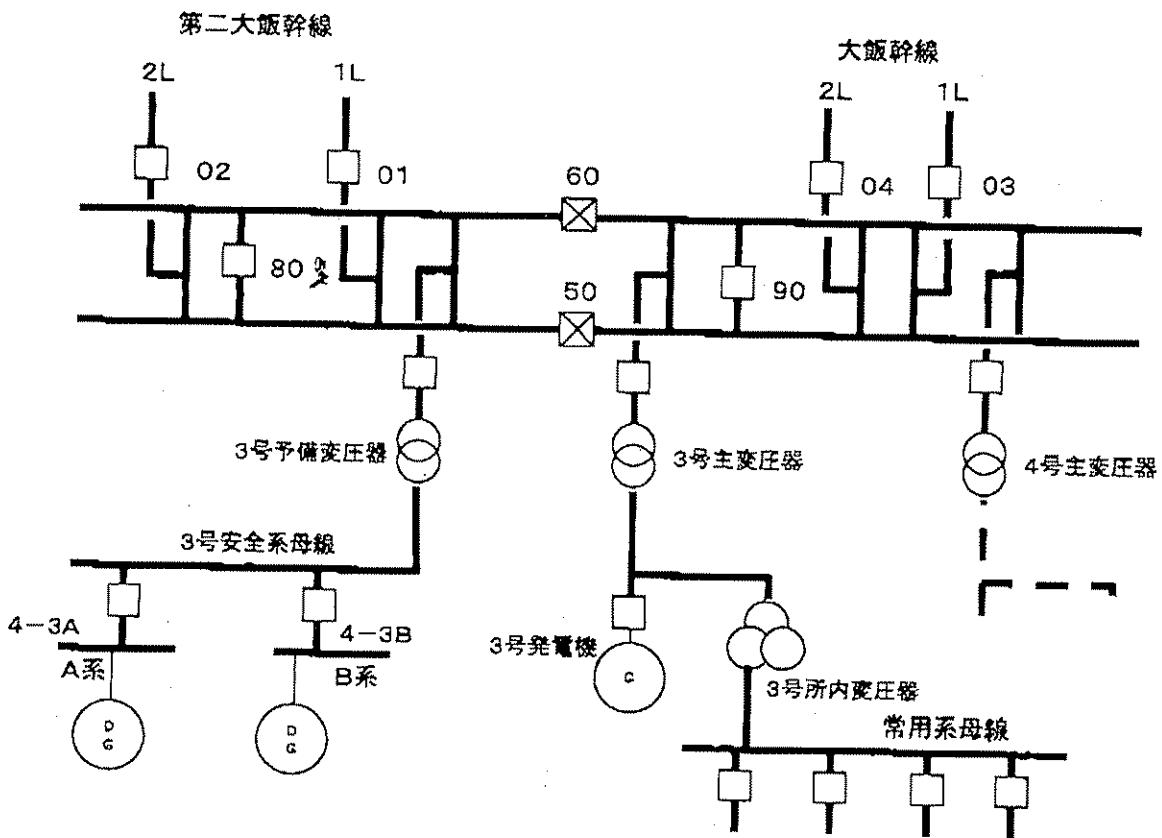 第二大飯幹線
大飯幹線
2L
1L
2L
1L
02
01
60
04
03
80
50
90
3号予備変圧器
3号主変圧器
4号主変圧器
3号安全系母線
4-3A
4-3B
A系
B系
3号発電機
G
3号所内変圧器
D
G
D
G
常用系母線